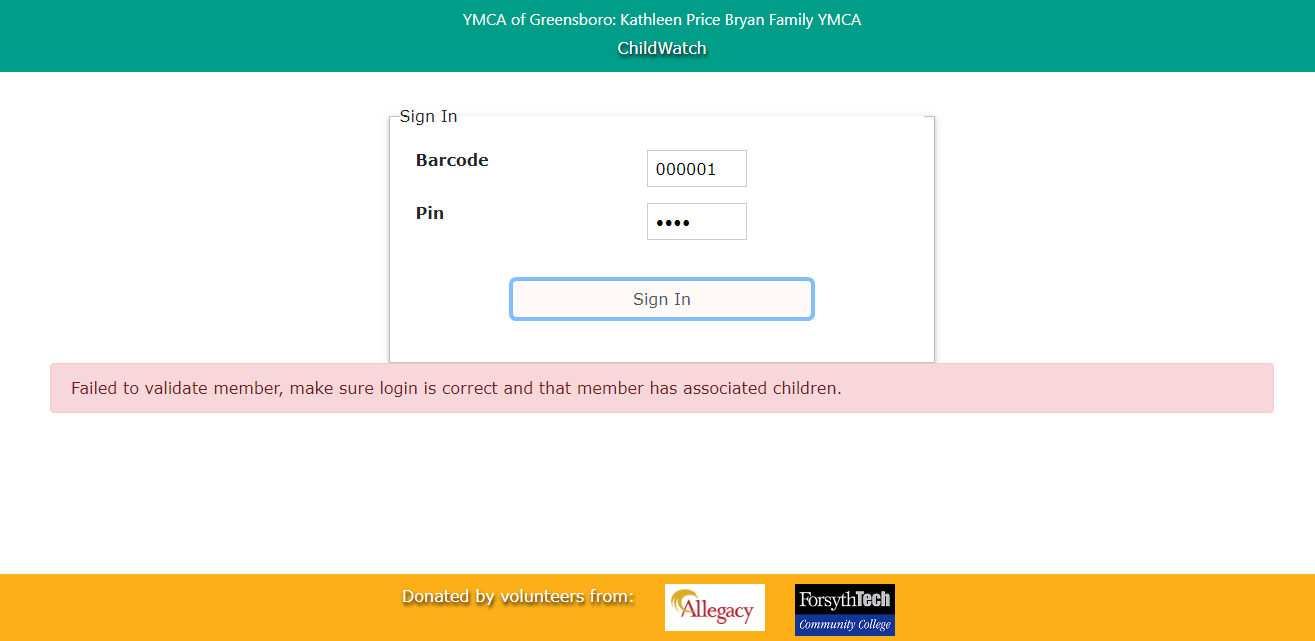 YMCA of Greensboro: Kathleen Price Bryan Family YMCA
ChildWatch
Sign In
Barcode
000001
Pin
••••
Sign In
Failed to validate member, make sure login is correct and that member has associated children.
Donated by volunteers from:
Allegacy
ForsythTech
Community College